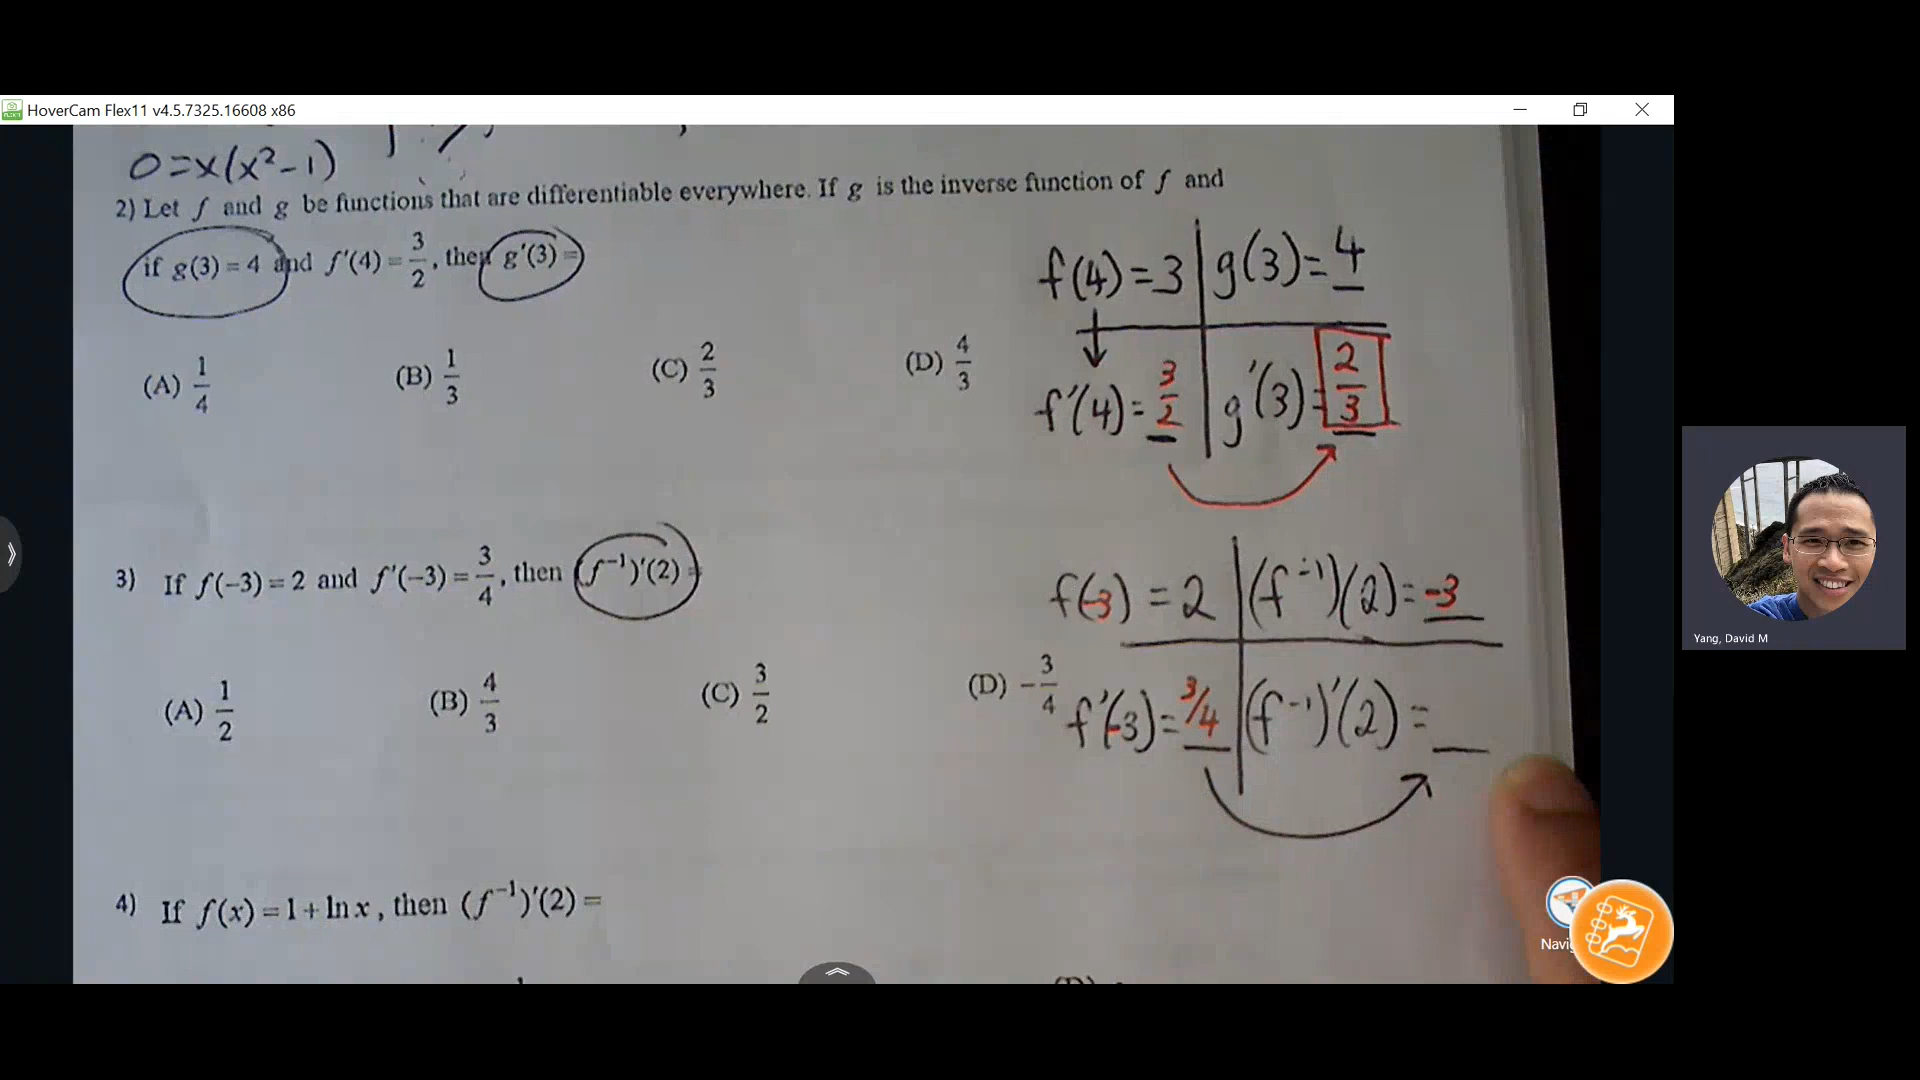 HoverCam Flex11 v4.5.7325.16608 x86
0=x(x²-1)
2) Let f and g be functions that are differentiable everywhere. If g is the inverse function of f and
if g(3) = 4 and f′(4) = 3/2, then g′(3) =
(A) 1/4 (B) 1/3 (C) 2/3 (D) 4/3
f(4)=3 g(3)=4
f′(4)=3/2 g′(3)=2/3
3) If f(−3) = 2 and f′(−3) = 3/4, then (f⁻¹)′(2) =
(A) 1/2 (B) 4/3 (C) 3/2 (D) −3/4
f(-3)=2 (f⁻¹)(2)=-3
f′(-3)=3/4 (f⁻¹)′(2)=
4) If f(x) = 1 + ln x, then (f⁻¹)′(2) =
Yang, David M